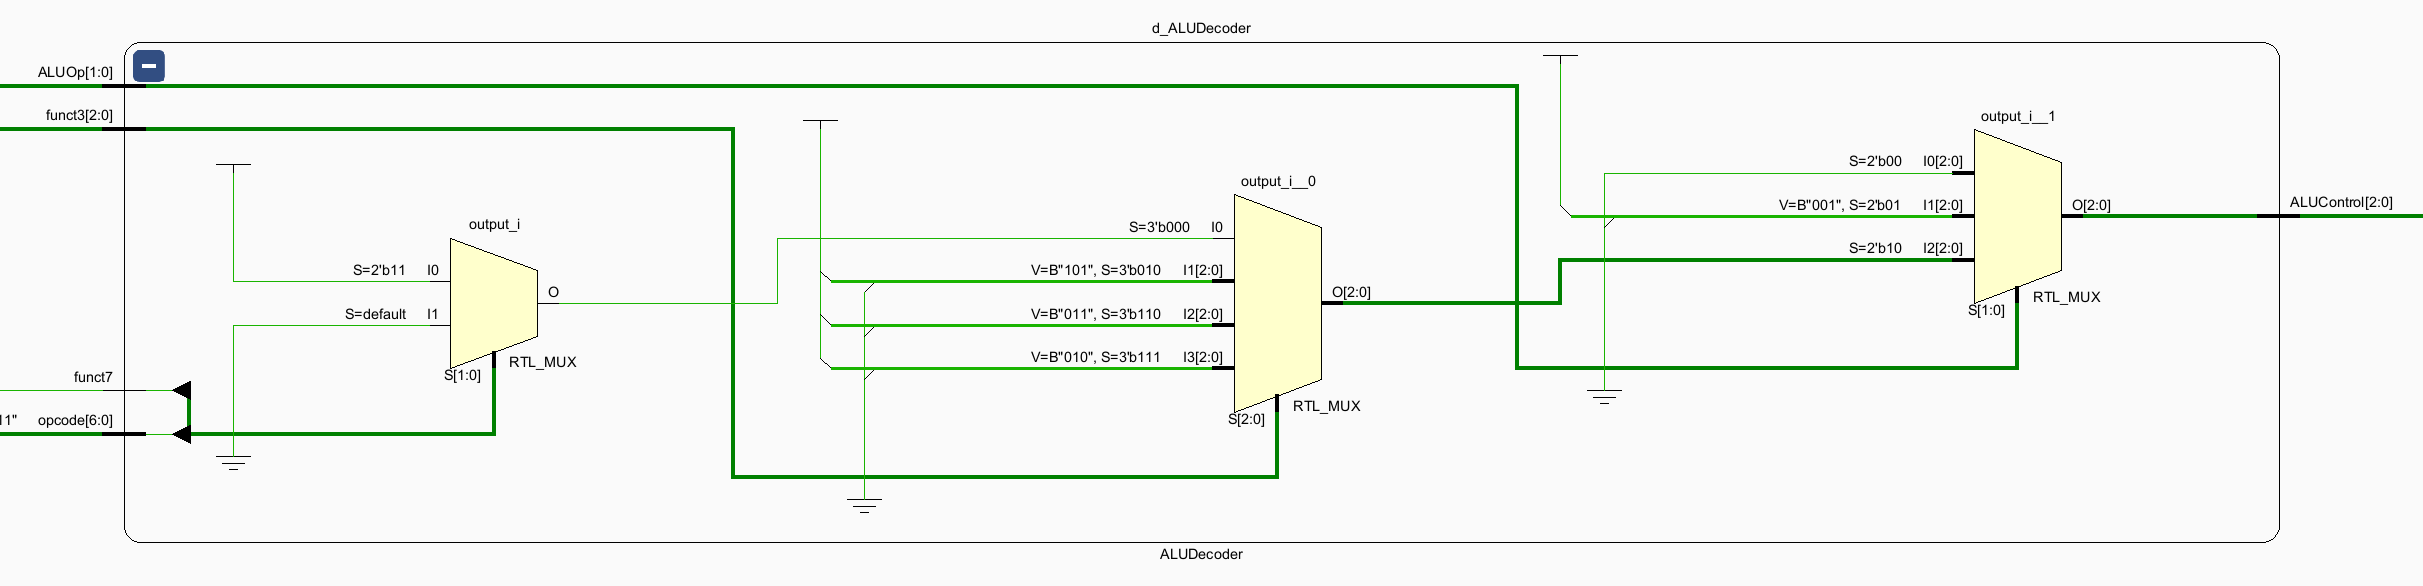 d_ALUDecoder
ALUOp[1:0]
funct3[2:0]
output_i__1
S=2'b00 I0[2:0]
V=B"001", S=2'b01 I1[2:0]
O[2:0]
ALUControl[2:0]
S=2'b10 I2[2:0]
S[1:0]
RTL_MUX
output_i__0
S=3'b000 I0
V=B"101", S=3'b010 I1[2:0]
O[2:0]
V=B"011", S=3'b110 I2[2:0]
V=B"010", S=3'b111 I3[2:0]
S[2:0]
RTL_MUX
output_i
S=2'b11 I0
O
S=default I1
S[1:0]
RTL_MUX
funct7
11" opcode[6:0]
ALUDecoder